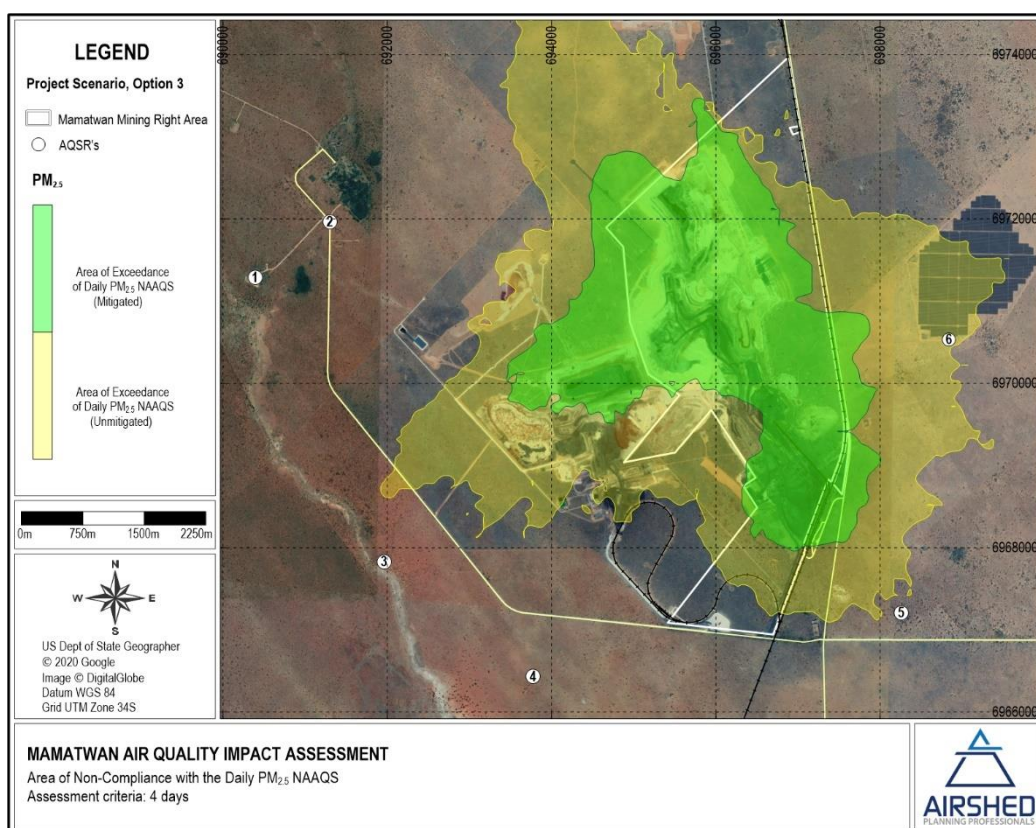 LEGEND
Project Scenario, Option 3
Mamatwan Mining Right Area
AQSR's
PM2.5
Area of Exceedance
of Daily PM2.5 NAAQS
(Mitigated)
Area of Exceedance
of Daily PM2.5 NAAQS
(Unmitigated)
0m 750m 1500m 2250m
N
W E
S
US Dept of State Geographer
© 2020 Google
Image © DigitalGlobe
Datum WGS 84
Grid UTM Zone 34S
690000 692000 694000 696000 698000
6974000
6972000
6970000
6968000
6966000
1
2
3
4
5
6
MAMATWAN AIR QUALITY IMPACT ASSESSMENT
Area of Non-Compliance with the Daily PM2.5 NAAQS
Assessment criteria: 4 days
AIRSHED
PLANNING PROFESSIONALS